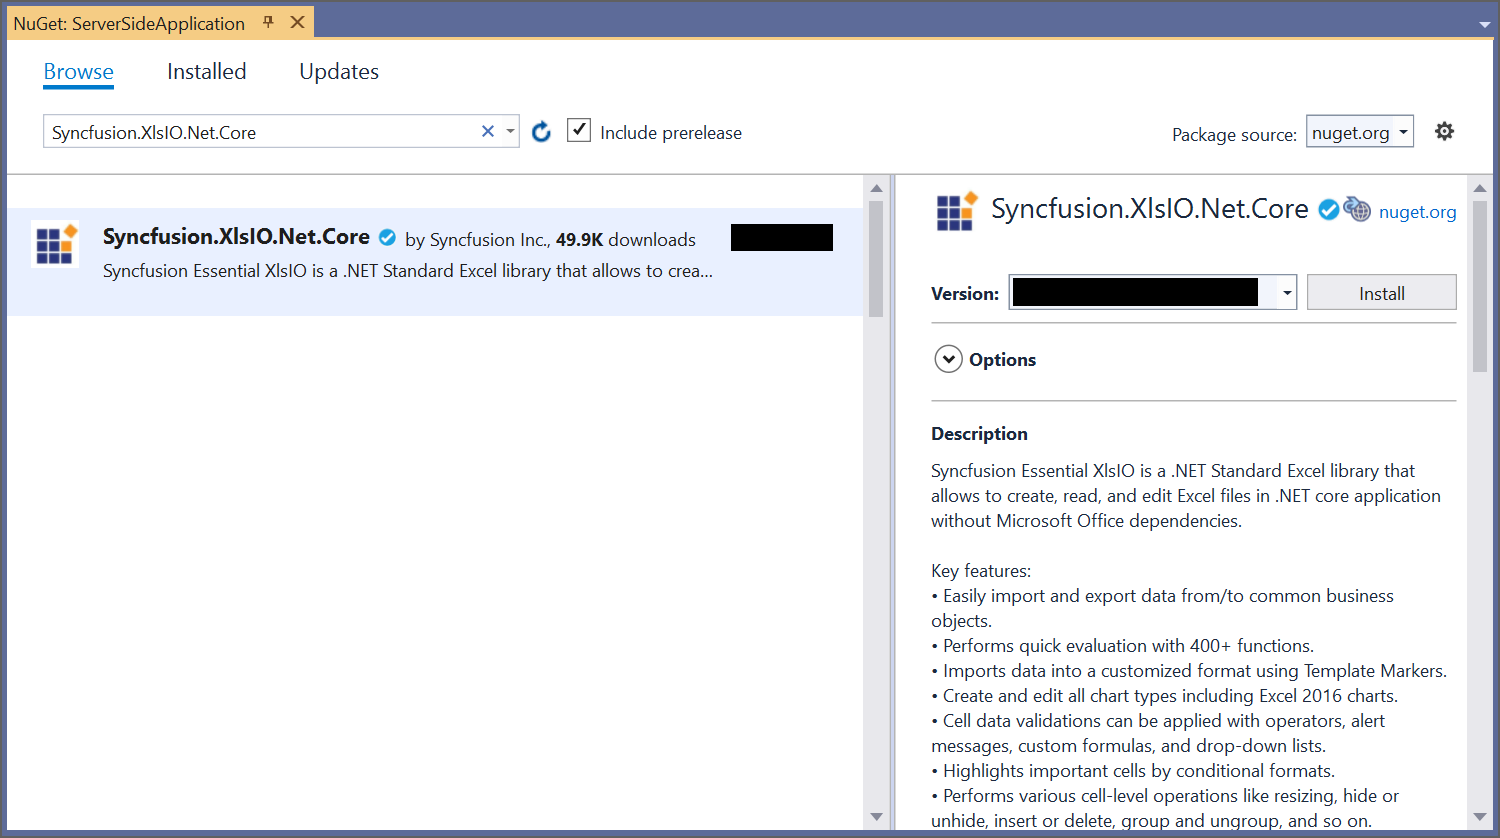 NuGet: ServerSideApplication
Browse Installed Updates
Syncfusion.XlsIO.Net.Core
Include prerelease
Package source: nuget.org
Syncfusion.XlsIO.Net.Core by Syncfusion Inc., 49.9K downloads
Syncfusion Essential XlsIO is a .NET Standard Excel library that allows to crea...
Syncfusion.XlsIO.Net.Core nuget.org
Version: Install
Options
Description
Syncfusion Essential XlsIO is a .NET Standard Excel library that
allows to create, read, and edit Excel files in .NET core application
without Microsoft Office dependencies.
Key features:
• Easily import and export data from/to common business
objects.
• Performs quick evaluation with 400+ functions.
• Imports data into a customized format using Template Markers.
• Create and edit all chart types including Excel 2016 charts.
• Cell data validations can be applied with operators, alert
messages, custom formulas, and drop-down lists.
• Highlights important cells by conditional formats.
• Performs various cell-level operations like resizing, hide or
unhide, insert or delete, group and ungroup, and so on.